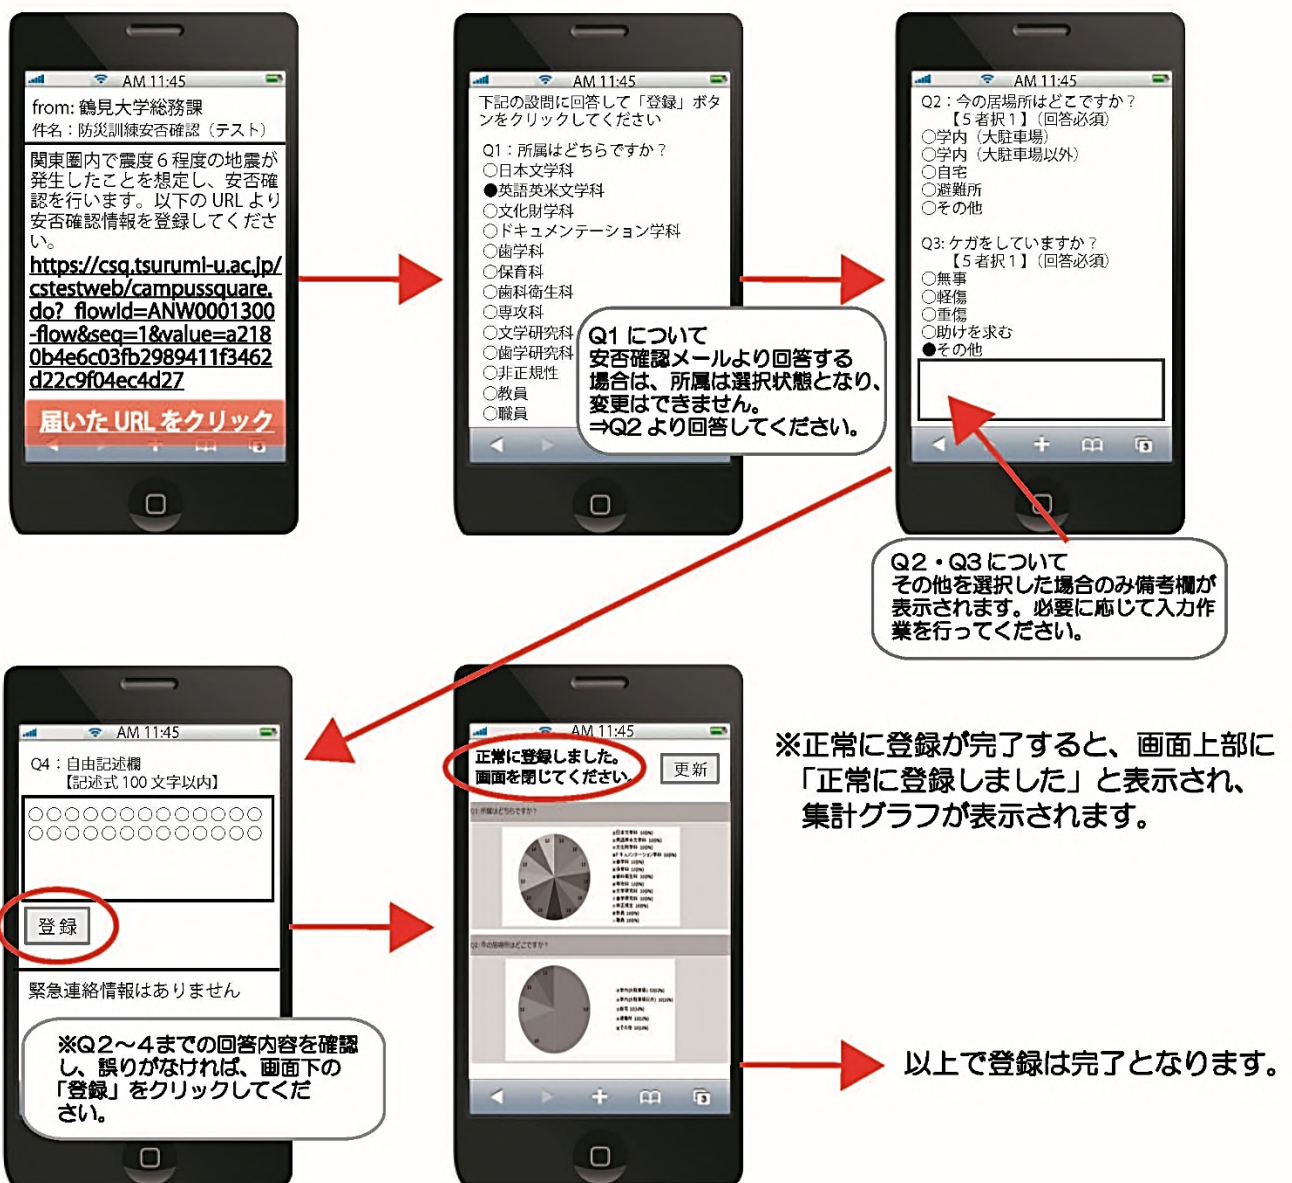 AM 11:45
from: 鶴見大学総務課
件名：防災訓練安否確認（テスト）
関東圏内で震度６程度の地震が
発生したことを想定し、安否確
認を行います。以下の URL より
安否確認情報を登録してくださ
い。
https://csq.tsurumi-u.ac.jp/
cstestweb/campussquare.
do?_flowId=ANW0001300
-flow&seq=1&value=a218
0b4e6c03fb2989411f3462
d22c9f04ec4d27
届いた URL をクリック
AM 11:45
下記の設問に回答して「登録」ボタ
ンをクリックしてください
Q1：所属はどちらですか？
○日本文学科
●英語英米文学科
○文化財学科
○ドキュメンテーション学科
○歯学科
○保育科
○歯科衛生科
○専攻科
○文学研究科
○歯学研究科
○非正規性
○教員
○職員
Q1 について
安否確認メールより回答する
場合は、所属は選択状態となり、
変更はできません。
⇒Q2 より回答してください。
AM 11:45
Q2：今の居場所はどこですか？
【５者択１】（回答必須）
○学内（大駐車場）
○学内（大駐車場以外）
○自宅
○避難所
○その他
Q3: ケガをしていますか？
【５者択１】（回答必須）
○無事
○軽傷
○重傷
○助けを求む
●その他
Q２・Q３について
その他を選択した場合のみ備考欄が
表示されます。必要に応じて入力作
業を行ってください。
AM 11:45
Q4：自由記述欄
【記述式 100 文字以内】
○○○○○○○○○○○○○
○○○○○○○○○○○○○
登録
緊急連絡情報はありません
※Q２～４までの回答内容を確認
し、誤りがなければ、画面下の
「登録」をクリックしてくだ
さい。
AM 11:45
正常に登録しました。
画面を閉じてください。
更新
Q1:所属はどちらですか？
Q2:今の居場所はどこですか？
※正常に登録が完了すると、画面上部に
「正常に登録しました」と表示され、
集計グラフが表示されます。
以上で登録は完了となります。